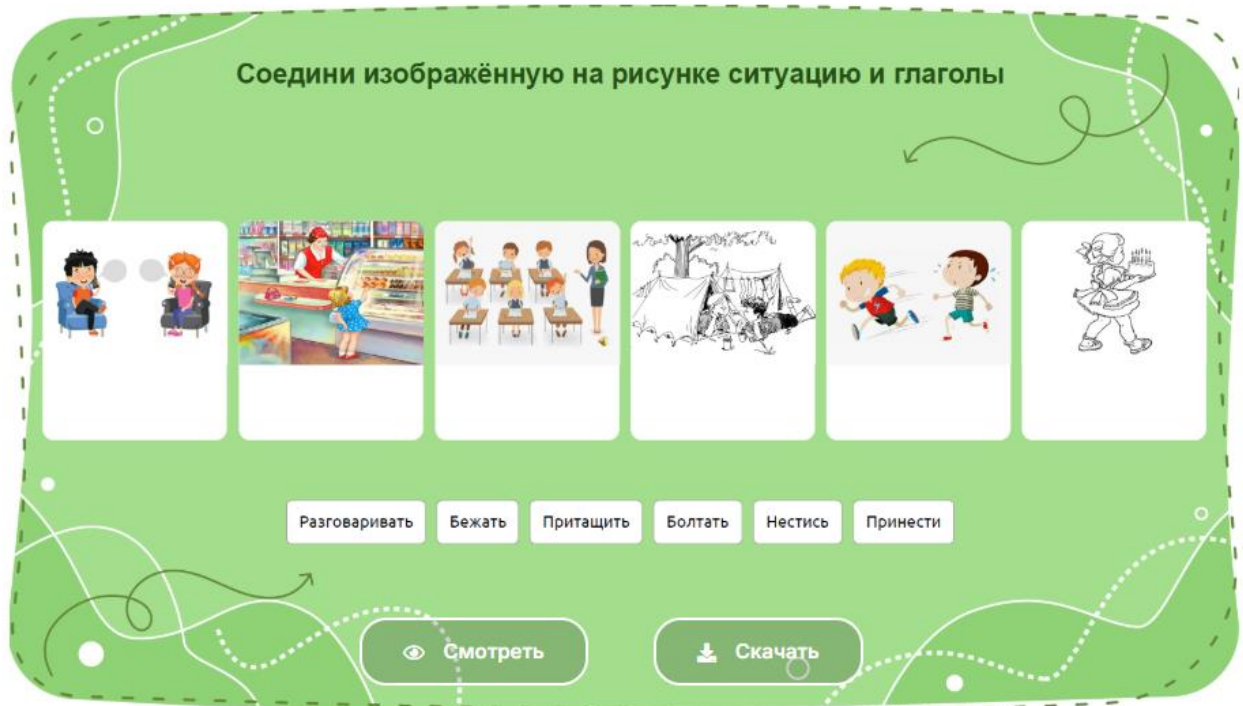 Соедини изображённую на рисунке ситуацию и глаголы
Разговаривать Бежать Притащить Болтать Нестись Принести
Смотреть Скачать